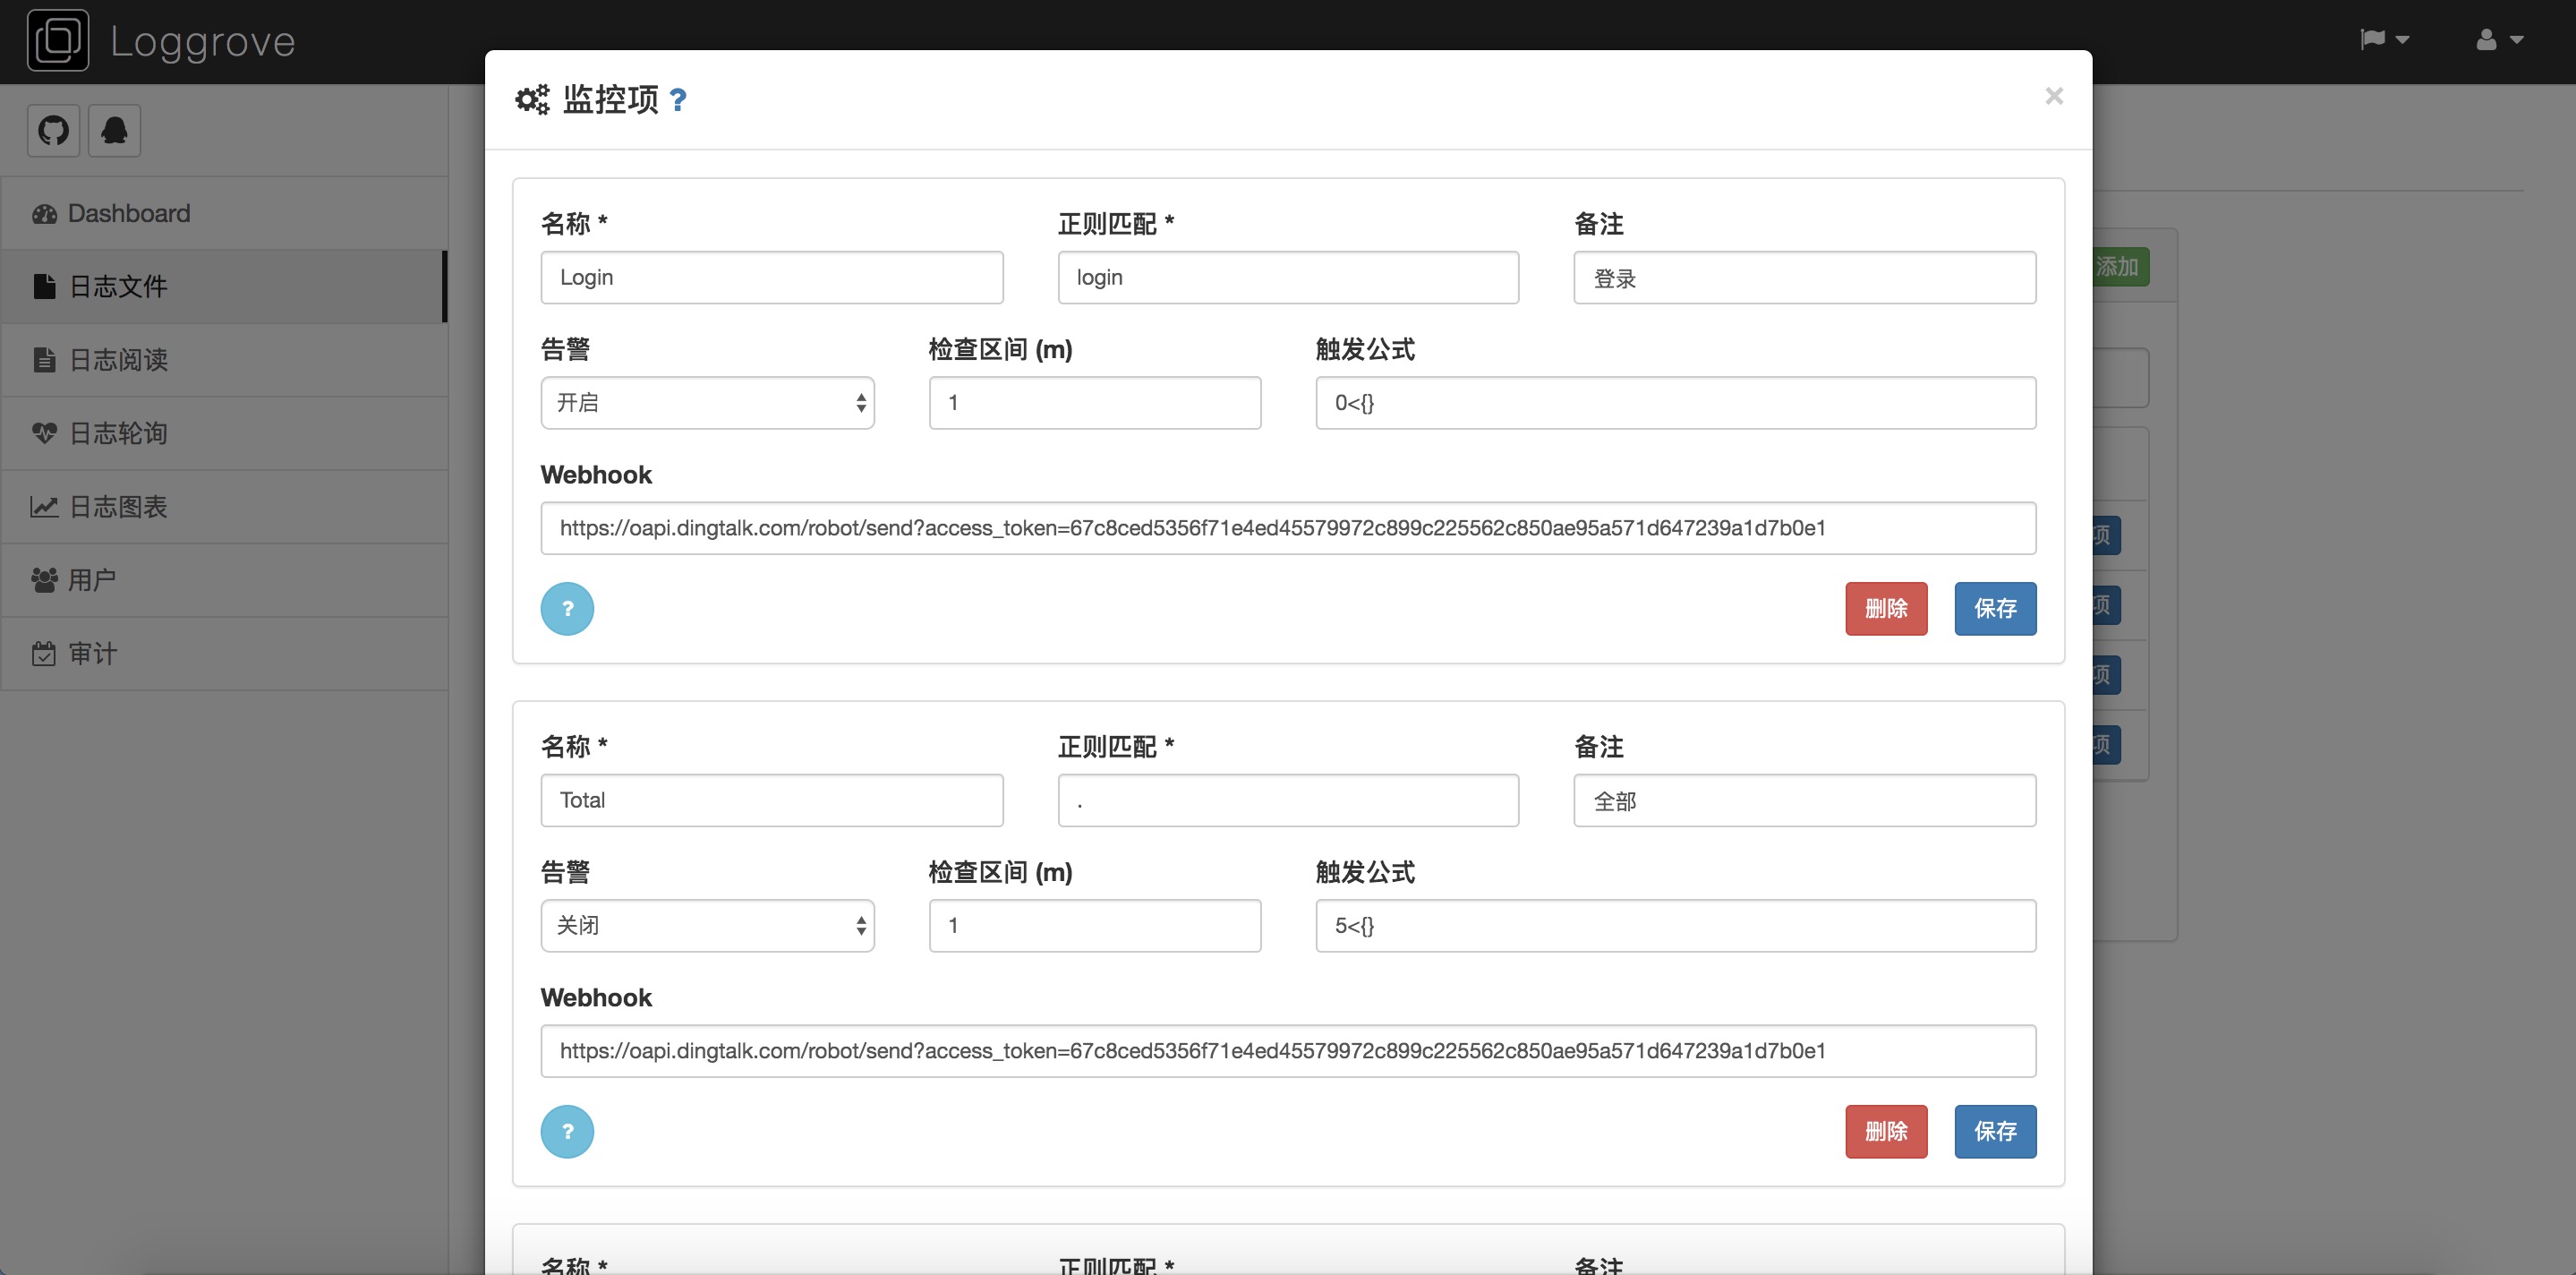 Loggrove
监控项 ?
×
Dashboard
日志文件
日志阅读
日志轮询
日志图表
用户
审计
添加
项
项
项
项
名称 * 正则匹配 * 备注
Login login 登录
告警 检查区间 (m) 触发公式
开启 1 0<{}
Webhook
https://oapi.dingtalk.com/robot/send?access_token=67c8ced5356f71e4ed45579972c899c225562c850ae95a571d647239a1d7b0e1
? 删除 保存
名称 * 正则匹配 * 备注
Total . 全部
告警 检查区间 (m) 触发公式
关闭 1 5<{}
Webhook
https://oapi.dingtalk.com/robot/send?access_token=67c8ced5356f71e4ed45579972c899c225562c850ae95a571d647239a1d7b0e1
? 删除 保存
名称 * 正则匹配 * 备注